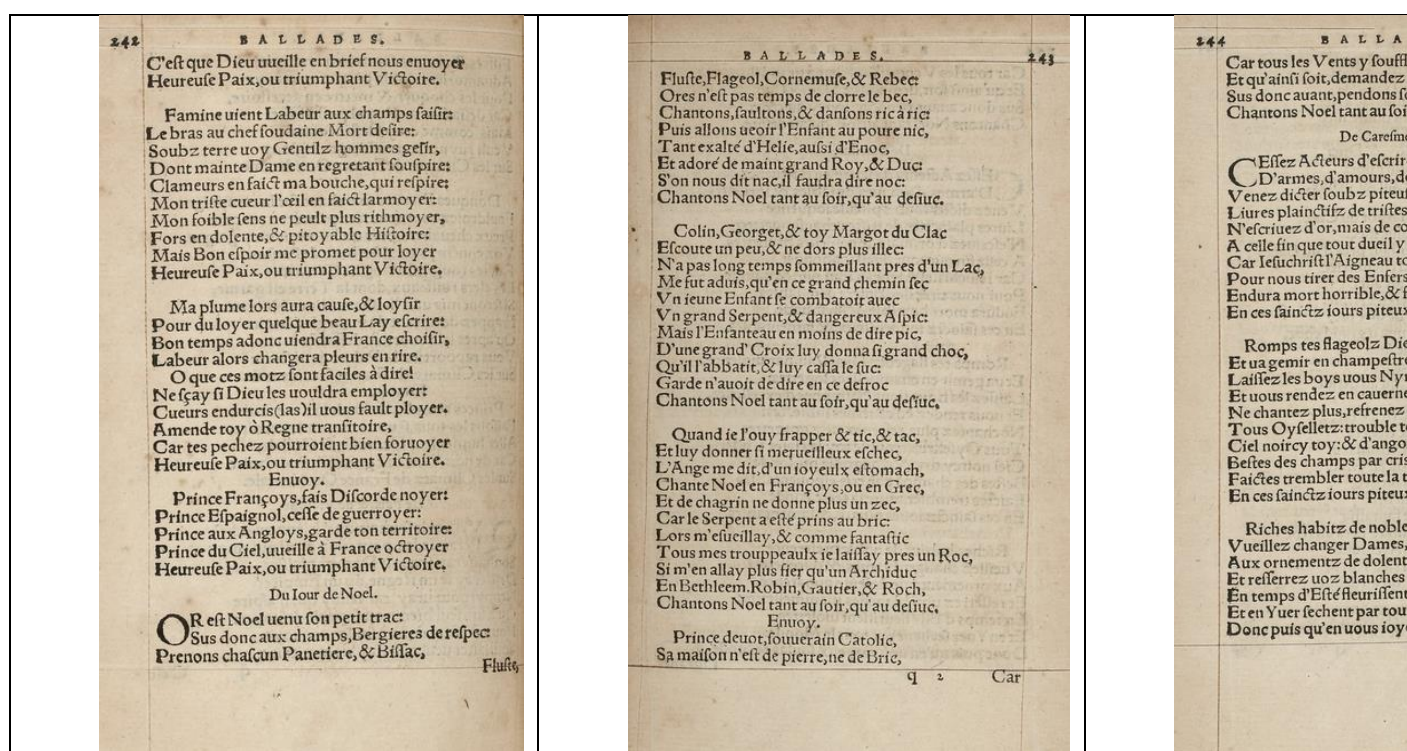 242
BALLADES.
C'eſt que Dieu uueille en brief nous enuoyer
Heureuſe Paix,ou triumphant Victoire.
Famine uient Labeur aux champs ſaiſir:
Le bras au chef ſoudaine Mort deſire:
Soubz terre uoy Gentilz hommes geſir,
Dont mainte Dame en regretant ſouſpire:
Clameurs en faict ma bouche,qui reſpire:
Mon triſte cueur l'œil en faict larmoyer:
Mon foible ſens ne peult plus rithmoyer,
Fors en dolente,& pitoyable Hiſtoire:
Mais Bon eſpoir me promet pour loyer
Heureuſe Paix,ou triumphant Victoire.
Ma plume lors aura cauſe,& loyſir
Pour du loyer quelque beau Lay eſcrire:
Bon temps adonc uiendra France choiſir,
Labeur alors changera pleurs en rire.
O que ces motz ſont faciles à dire!
Ne ſçay ſi Dieu les uouldra employer:
Cueurs endurcis(las)il uous fault ployer.
Amende toy ò Regne tranſitoire,
Car tes pechez pourroient bien foruoyer
Heureuſe Paix,ou triumphant Victoire.
Enuoy.
Prince Françoys,fais Diſcorde noyer:
Prince Eſpaignol,ceſſe de guerroyer:
Prince aux Angloys,garde ton territoire:
Prince du Ciel,uueille à France octroyer
Heureuſe Paix,ou triumphant Victoire.
Du Iour de Noel.
OR eſt Noel uenu ſon petit trac:
Sus donc aux champs,Bergieres de reſpec:
Prenons chaſcun Panetiere,& Biſſac,
Fluſte,
BALLADES.
243
Fluſte,Flageol,Cornemuſe,& Rebec:
Ores n'eſt pas temps de clorre le bec,
Chantons,ſaultons,& danſons ric à ric:
Puis allons ueoir l'Enfant au poure nic,
Tant exalté d'Helie,auſsi d'Enoc,
Et adoré de maint grand Roy,& Duc:
S'on nous dit nac,il faudra dire noc:
Chantons Noel tant au ſoir,qu'au deſiuc.
Colin,Georget,& toy Margot du Clac
Eſcoute un peu,& ne dors plus illec:
N'a pas long temps ſommeillant pres d'un Lac,
Me fut aduis,qu'en ce grand chemin ſec
Vn ieune Enfant ſe combatoit auec
Vn grand Serpent,& dangereux Aſpic:
Mais l'Enfanteau en moins de dire pic,
D'une grand' Croix luy donna ſi grand choc,
Qu'il l'abbatit,& luy caſſa le ſuc:
Garde n'auoit de dire en ce defroc
Chantons Noel tant au ſoir,qu'au deſiuc.
Quand ie l'ouy frapper & tic,& tac,
Et luy donner ſi merueilleux eſchec,
L'Ange me dit,d'un ioyeulx eſtomach,
Chante Noel en Françoys,ou en Grec,
Et de chagrin ne donne plus un zec,
Car le Serpent a eſté prins au bric:
Lors m'eſueillay,& comme fantaſtic
Tous mes trouppeaulx ie laiſſay pres un Roc,
Si m'en allay plus fier qu'un Archiduc
En Bethleem.Robin,Gautier,& Roch,
Chantons Noel tant au ſoir,qu'au deſiuc.
Enuoy.
Prince deuot,ſouuerain Catolic,
Sa maiſon n'eſt de pierre,ne de Bric,
q 2 Car
244
BALLA
Car tous les Vents y
Et qu'ainſi ſoit,demandez
Sus donc auant,pendons
Chantons Noel tant au
De
CEſſez Acteurs
D'armes,d'amours,
Venez dicter ſoubz
Liures plainctifz de triſtes
N'eſcriuez d'or,mais de
A celle fin que tout dueil y
Car Ieſuchriſt l'Aigneau
Pour nous tirer des Enfers
Endura mort horrible,&
En ces ſainctz iours
Romps tes flageolz
Et ua gemir en
Laiſſez les boys uous
Et uous rendez en
Ne chantez plus,refrenez
Tous Oyſelletz:trouble
Ciel noircy toy:&
Beſtes des champs par
Faictes trembler toute la
En ces ſainctz iours
Riches habitz de
Vueillez changer Dames,
Aux ornementz de
Et reſſerrez uoz blanches
En temps d'Eſté
Et en Yuer ſechent par
Donc puis qu'en uous